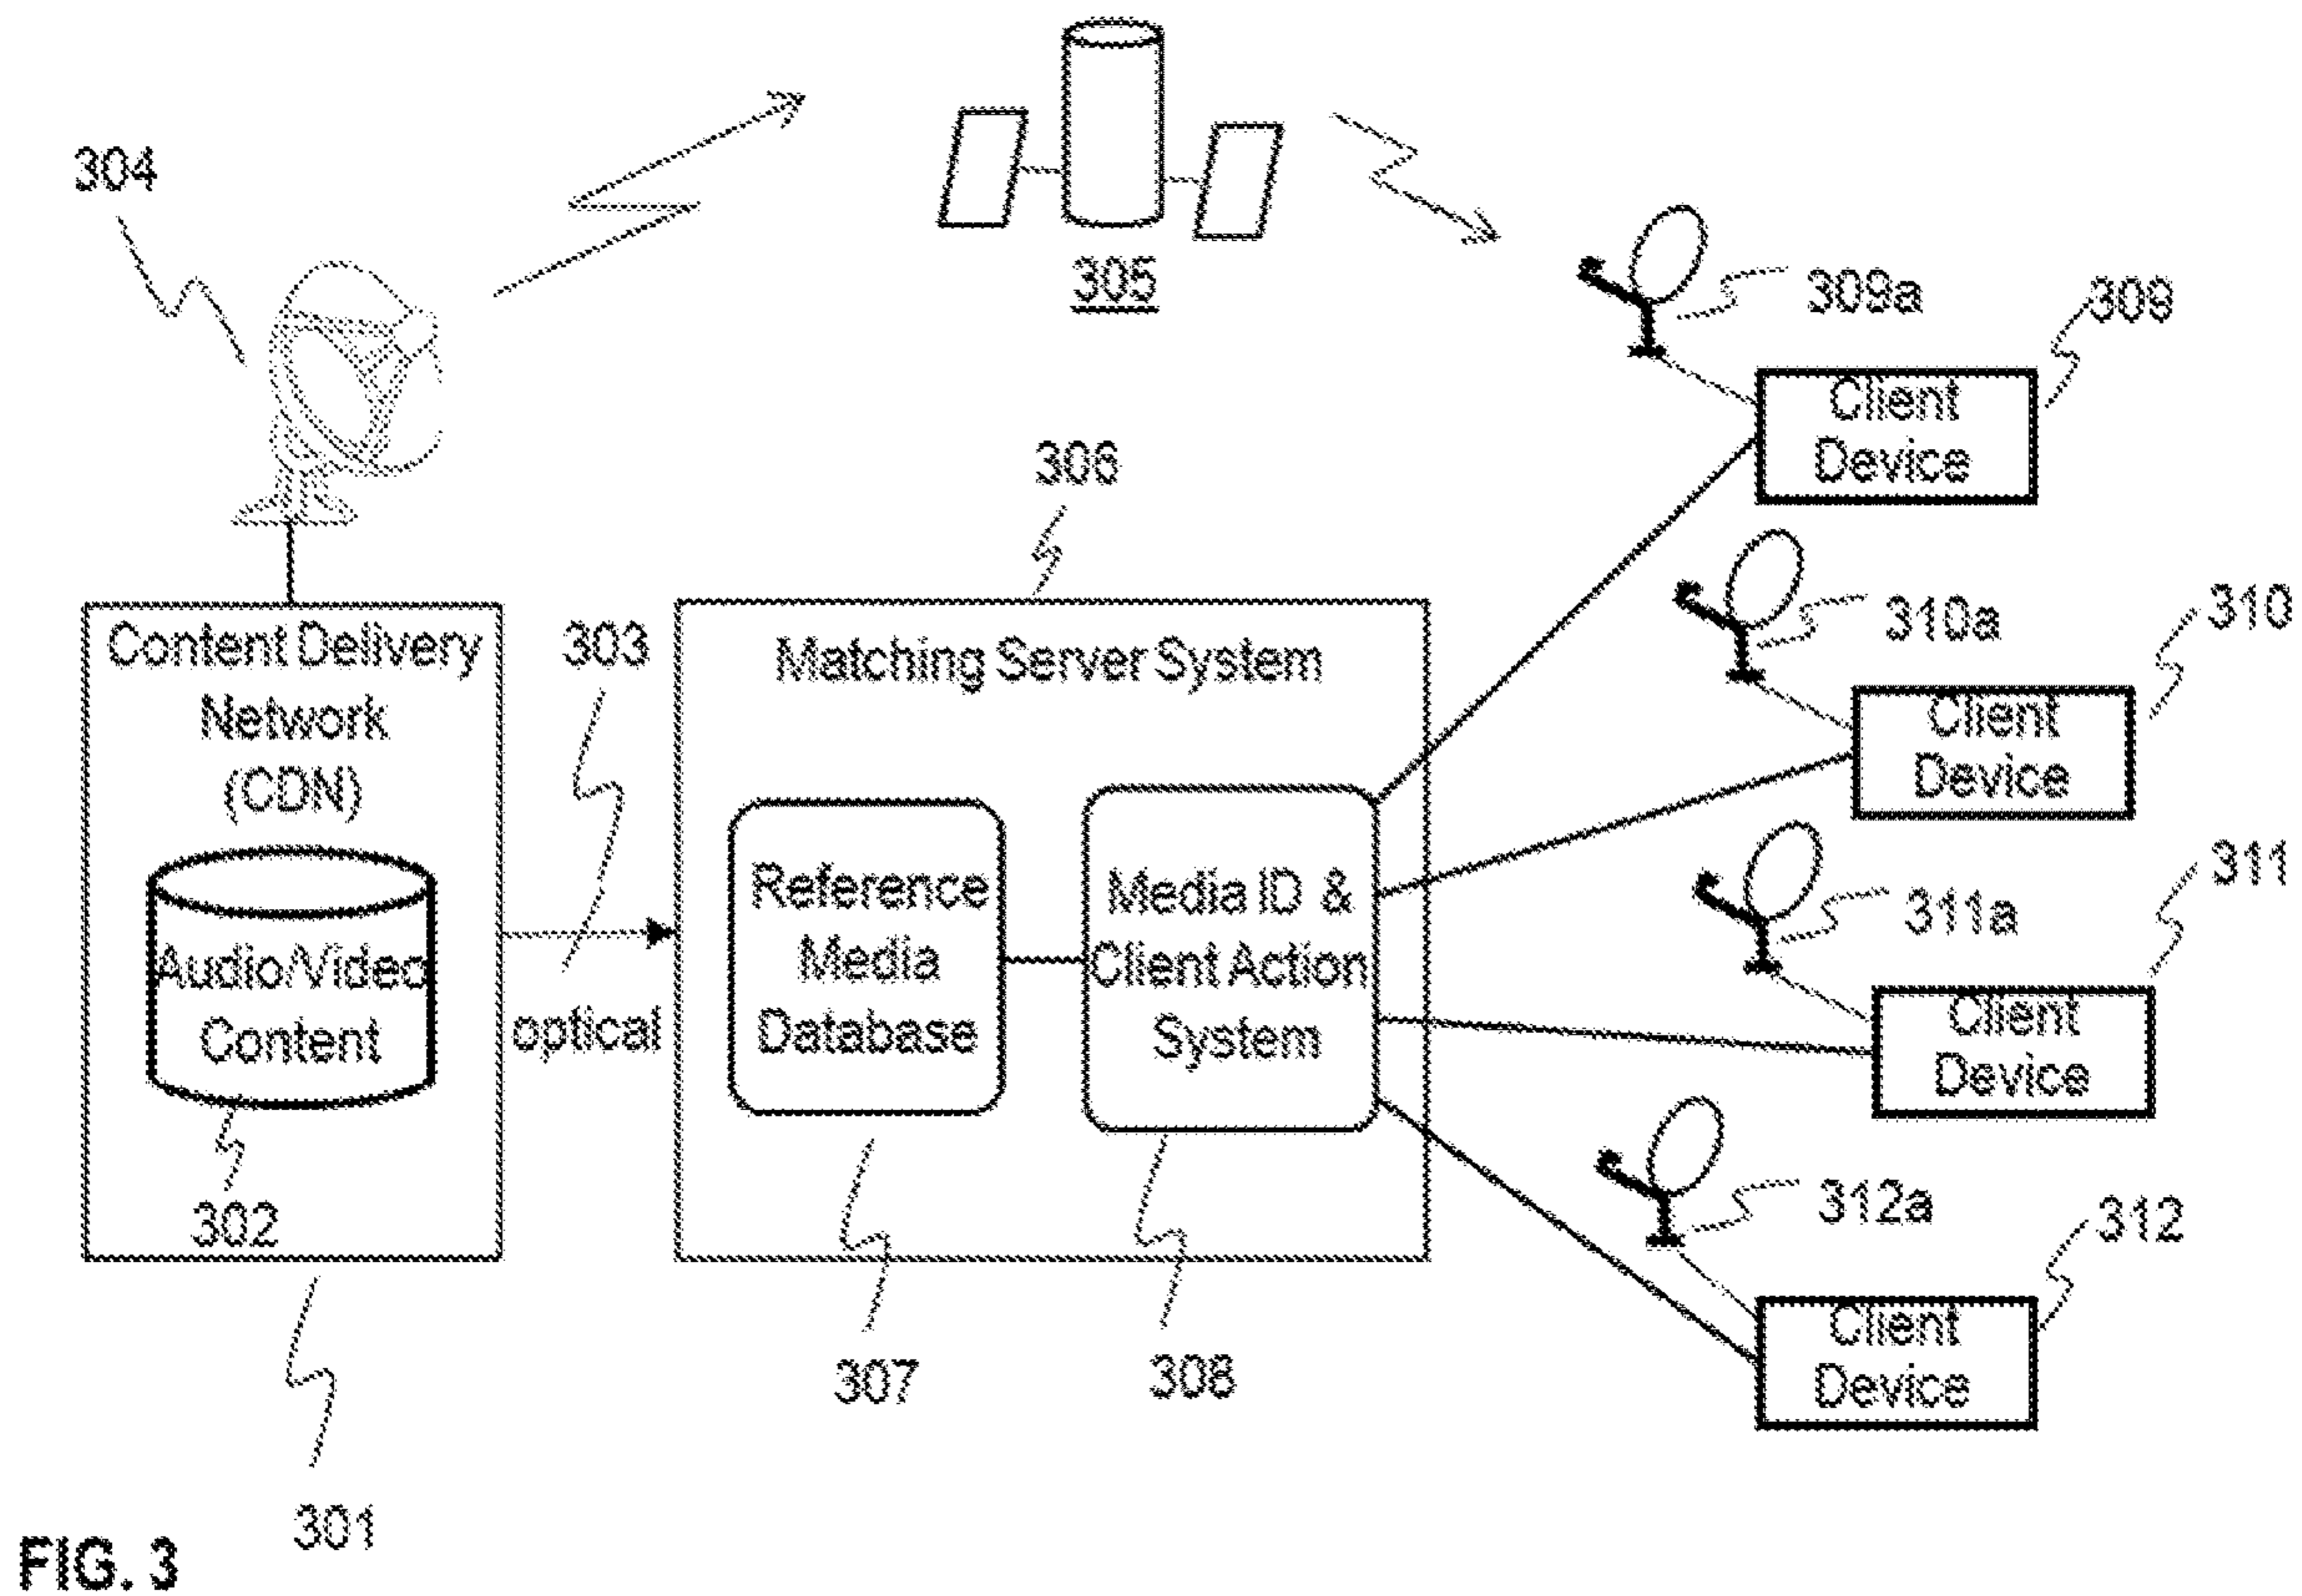 304
305
309a
309
Client
Device
306
310a
310
Client
Device
Content Delivery
Network
(CDN)
303
Matching Server System
Audio/Video
Content
optical
Reference
Media
Database
Media ID &
Client Action
System
311a
311
Client
Device
302
312a
312
Client
Device
307
308
301
FIG. 3